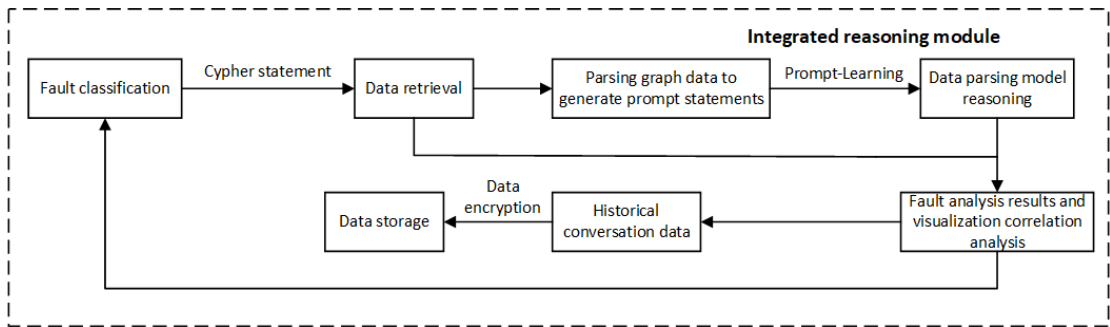 Integrated reasoning module
Fault classification
Cypher statement
Data retrieval
Parsing graph data to
generate prompt statements
Prompt-Learning
Data parsing model
reasoning
Data storage
Data
encryption
Historical
conversation data
Fault analysis results and
visualization correlation
analysis